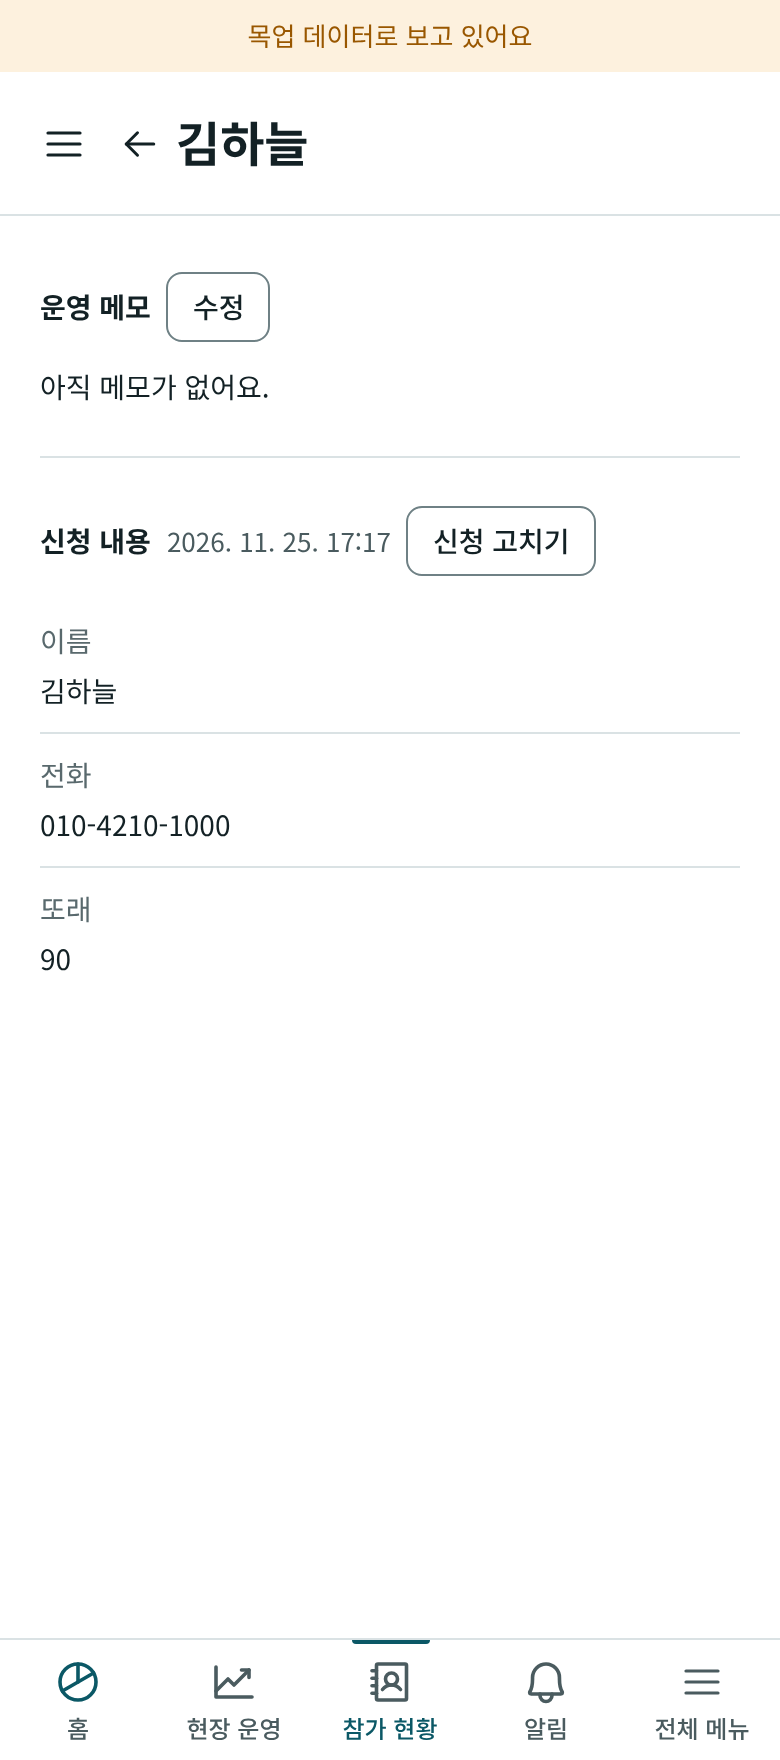 목업 데이터로 보고 있어요
김하늘
운영 메모 수정
아직 메모가 없어요.
신청 내용 2026. 11. 25. 17:17 신청 고치기
이름
김하늘
전화
010-4210-1000
또래
90
홈 현장 운영 참가 현황 알림 전체 메뉴